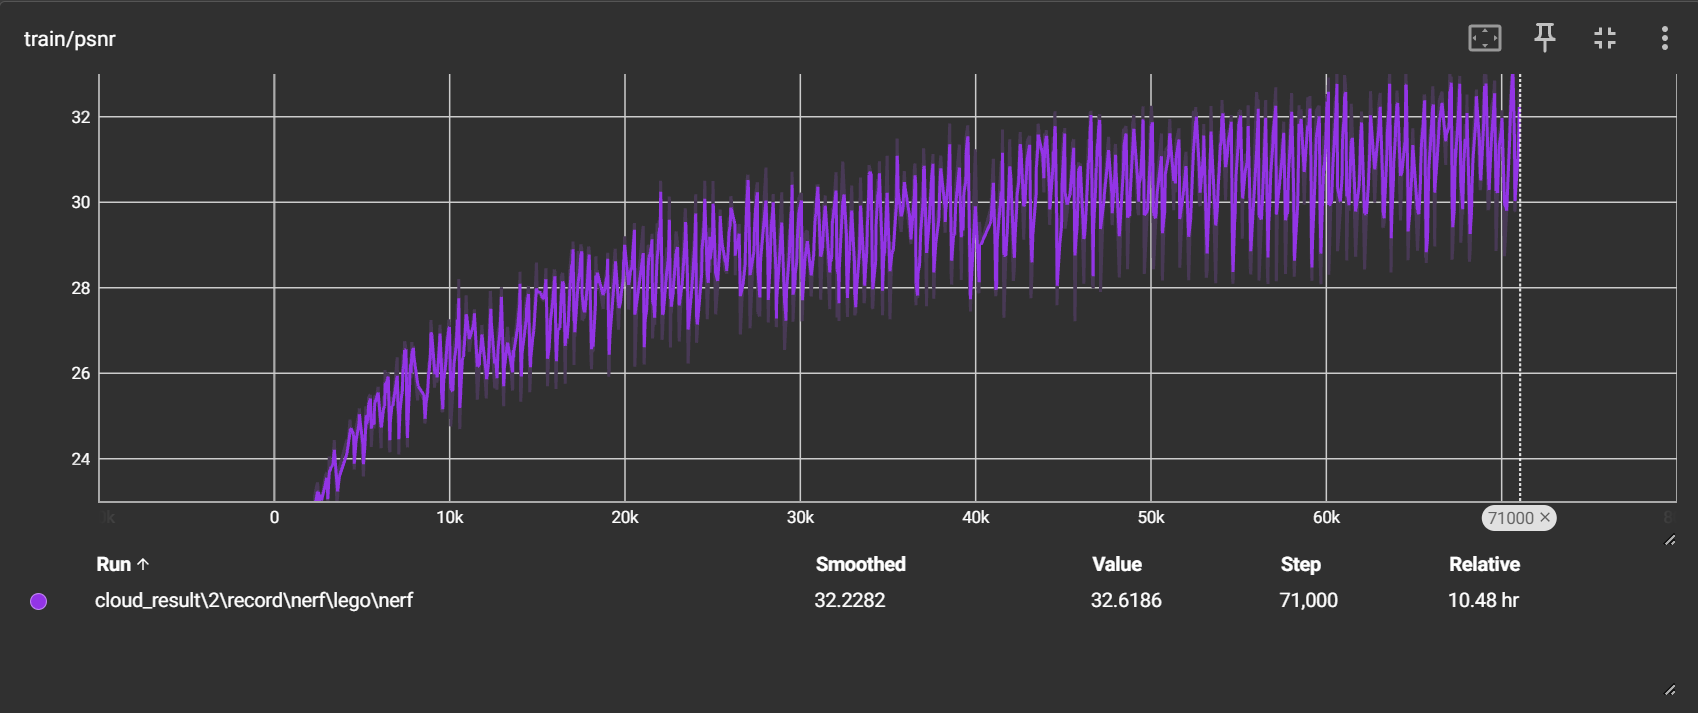 train/psnr
32
30
28
26
24
0 10k 20k 30k 40k 50k 60k 71000 ×
Run ↑ Smoothed Value Step Relative
cloud_result\2\record\nerf\lego\nerf 32.2282 32.6186 71,000 10.48 hr